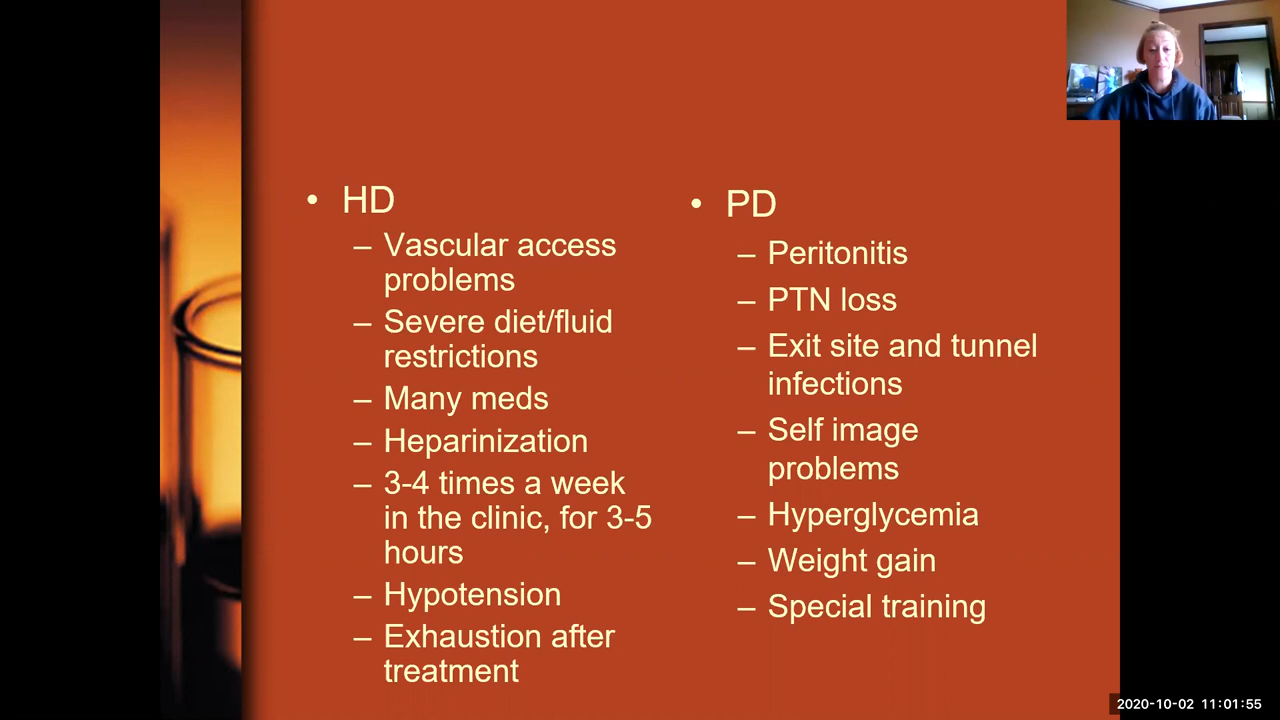 • HD
– Vascular access
problems
– Severe diet/fluid
restrictions
– Many meds
– Heparinization
– 3-4 times a week
in the clinic, for 3-5
hours
– Hypotension
– Exhaustion after
treatment
• PD
– Peritonitis
– PTN loss
– Exit site and tunnel
infections
– Self image
problems
– Hyperglycemia
– Weight gain
– Special training
2020-10-02 11:01:55